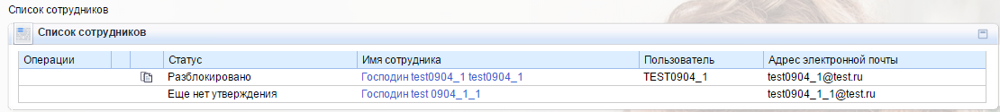 Список сотрудников
Список сотрудников
Операции Статус Имя сотрудника Пользователь Адрес электронной почты
Разблокировано Господин test0904_1 test0904_1 TEST0904_1 test0904_1@test.ru
Еще нет утверждения Господин test 0904_1_1 test0904_1_1@test.ru